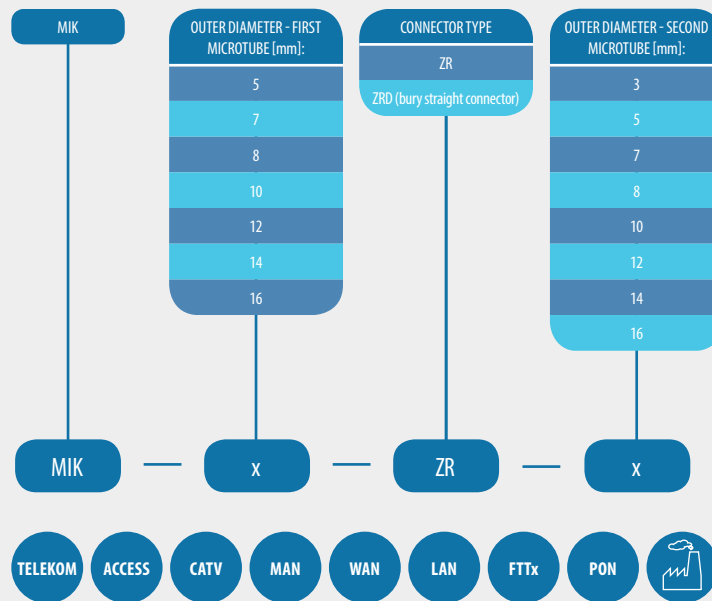 MIK
OUTER DIAMETER - FIRST
MICROTUBE [mm]:
5
7
8
10
12
14
16
CONNECTOR TYPE
ZR
ZRD (bury straight connector)
OUTER DIAMETER - SECOND
MICROTUBE [mm]:
3
5
7
8
10
12
14
16
MIK — x — ZR — x
TELEKOM ACCESS CATV MAN WAN LAN FTTx PON